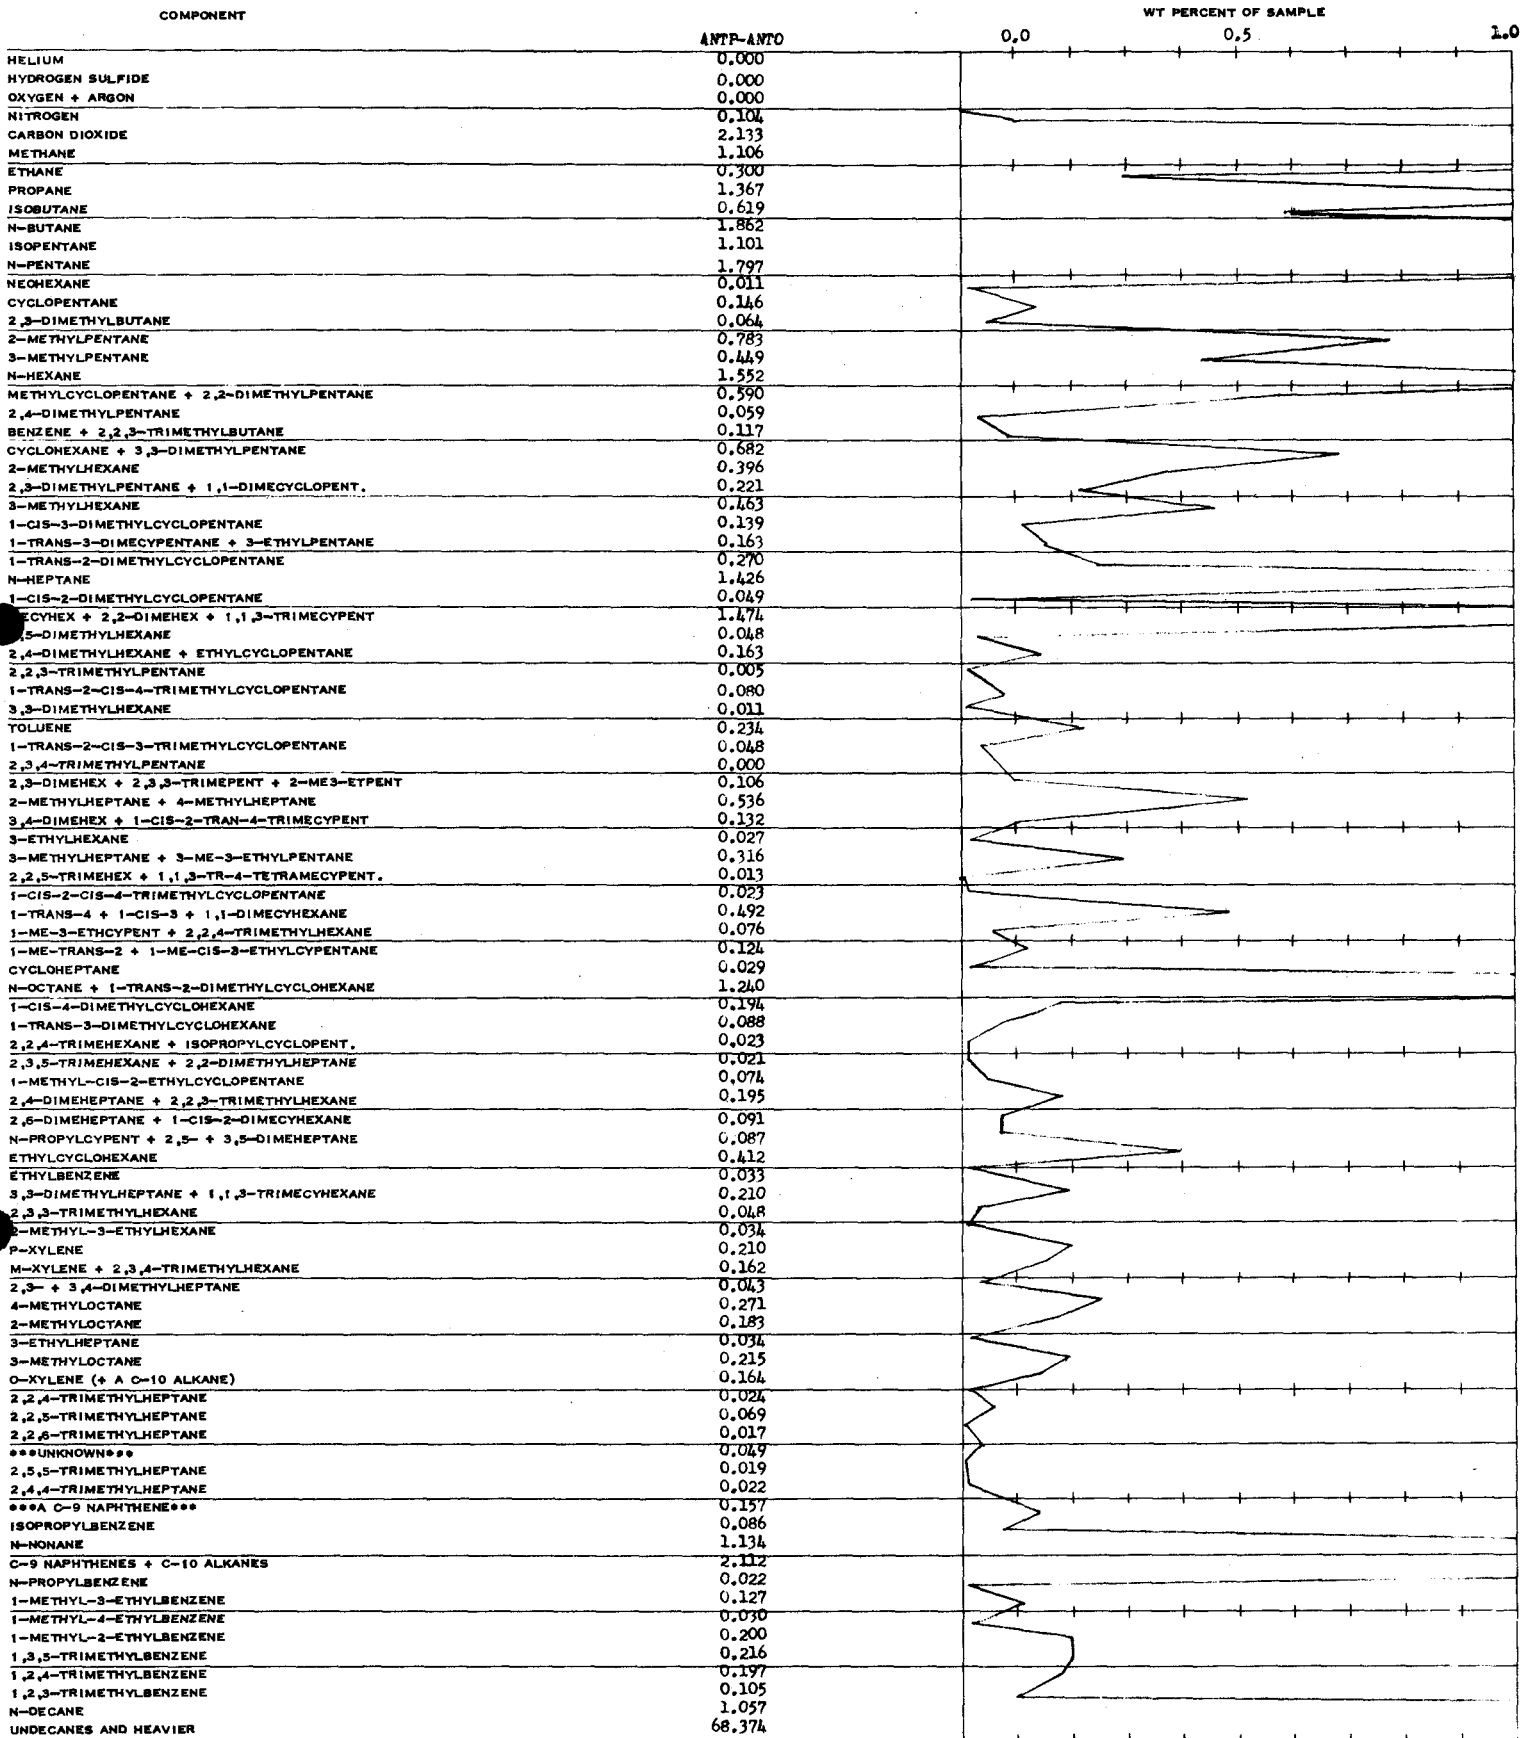 COMPONENT WT PERCENT OF SAMPLE
ANTP-ANTO 0.0 0.5 1.0
HELIUM 0.000
HYDROGEN SULFIDE 0.000
OXYGEN + ARGON 0.000
NITROGEN 0.104
CARBON DIOXIDE 2.133
METHANE 1.106
ETHANE 0.300
PROPANE 1.367
ISOBUTANE 0.619
N-BUTANE 1.862
ISOPENTANE 1.101
N-PENTANE 1.797
NEOHEXANE 0.011
CYCLOPENTANE 0.146
2,3-DIMETHYLBUTANE 0.064
2-METHYLPENTANE 0.783
3-METHYLPENTANE 0.449
N-HEXANE 1.552
METHYLCYCLOPENTANE + 2,2-DIMETHYLPENTANE 0.590
2,4-DIMETHYLPENTANE 0.059
BENZENE + 2,2,3-TRIMETHYLBUTANE 0.117
CYCLOHEXANE + 3,3-DIMETHYLPENTANE 0.682
2-METHYLHEXANE 0.396
2,3-DIMETHYLPENTANE + 1,1-DIMECYCLOPENT. 0.221
3-METHYLHEXANE 0.463
1-CIS-3-DIMETHYLCYCLOPENTANE 0.139
1-TRANS-3-DIMECYPENTANE + 3-ETHYLPENTANE 0.163
1-TRANS-2-DIMETHYLCYCLOPENTANE 0.270
N-HEPTANE 1.426
1-CIS-2-DIMETHYLCYCLOPENTANE 0.049
ECYHEX + 2,2-DIMEHEX + 1,1,3-TRIMECYPENT 1.474
,5-DIMETHYLHEXANE 0.048
2,4-DIMETHYLHEXANE + ETHYLCYCLOPENTANE 0.163
2,2,3-TRIMETHYLPENTANE 0.005
1-TRANS-2-CIS-4-TRIMETHYLCYCLOPENTANE 0.080
3,3-DIMETHYLHEXANE 0.011
TOLUENE 0.234
1-TRANS-2-CIS-3-TRIMETHYLCYCLOPENTANE 0.048
2,3,4-TRIMETHYLPENTANE 0.000
2,3-DIMEHEX + 2,3,3-TRIMEPENT + 2-ME3-ETPENT 0.106
2-METHYLHEPTANE + 4-METHYLHEPTANE 0.536
3,4-DIMEHEX + 1-CIS-2-TRAN-4-TRIMECYPENT 0.132
3-ETHYLHEXANE 0.027
3-METHYLHEPTANE + 3-ME-3-ETHYLPENTANE 0.316
2,2,5-TRIMEHEX + 1,1,3-TR-4-TETRAMECYPENT. 0.013
1-CIS-2-CIS-4-TRIMETHYLCYCLOPENTANE 0.023
1-TRANS-4 + 1-CIS-3 + 1,1-DIMECYHEXANE 0.492
1-ME-3-ETHCYPENT + 2,2,4-TRIMETHYLHEXANE 0.076
1-ME-TRANS-2 + 1-ME-CIS-3-ETHYLCYPENTANE 0.124
CYCLOHEPTANE 0.029
N-OCTANE + 1-TRANS-2-DIMETHYLCYCLOHEXANE 1.240
1-CIS-4-DIMETHYLCYCLOHEXANE 0.194
1-TRANS-3-DIMETHYLCYCLOHEXANE 0.088
2,2,4-TRIMEHEXANE + ISOPROPYLCYCLOPENT. 0.023
2,3,5-TRIMEHEXANE + 2,2-DIMETHYLHEPTANE 0.021
1-METHYL-CIS-2-ETHYLCYCLOPENTANE 0.074
2,4-DIMEHEPTANE + 2,2,3-TRIMETHYLHEXANE 0.195
2,6-DIMEHEPTANE + 1-CIS-2-DIMECYHEXANE 0.091
N-PROPYLCYPENT + 2,5- + 3,5-DIMEHEPTANE 0.087
ETHYLCYCLOHEXANE 0.412
ETHYLBENZENE 0.033
3,3-DIMETHYLHEPTANE + 1,1,3-TRIMECYHEXANE 0.210
2,3,3-TRIMETHYLHEXANE 0.048
2-METHYL-3-ETHYLHEXANE 0.034
P-XYLENE 0.210
M-XYLENE + 2,3,4-TRIMETHYLHEXANE 0.162
2,3- + 3,4-DIMETHYLHEPTANE 0.043
4-METHYLOCTANE 0.271
2-METHYLOCTANE 0.183
3-ETHYLHEPTANE 0.034
3-METHYLOCTANE 0.215
O-XYLENE (+ A C-10 ALKANE) 0.164
2,2,4-TRIMETHYLHEPTANE 0.024
2,2,5-TRIMETHYLHEPTANE 0.069
2,2,6-TRIMETHYLHEPTANE 0.017
***UNKNOWN*** 0.049
2,5,5-TRIMETHYLHEPTANE 0.019
2,4,4-TRIMETHYLHEPTANE 0.022
***A C-9 NAPHTHENE*** 0.157
ISOPROPYLBENZENE 0.086
N-NONANE 1.134
C-9 NAPHTHENES + C-10 ALKANES 2.112
N-PROPYLBENZENE 0.022
1-METHYL-3-ETHYLBENZENE 0.127
1-METHYL-4-ETHYLBENZENE 0.030
1-METHYL-2-ETHYLBENZENE 0.200
1,3,5-TRIMETHYLBENZENE 0.216
1,2,4-TRIMETHYLBENZENE 0.197
1,2,3-TRIMETHYLBENZENE 0.105
N-DECANE 1.057
UNDECANES AND HEAVIER 68.374